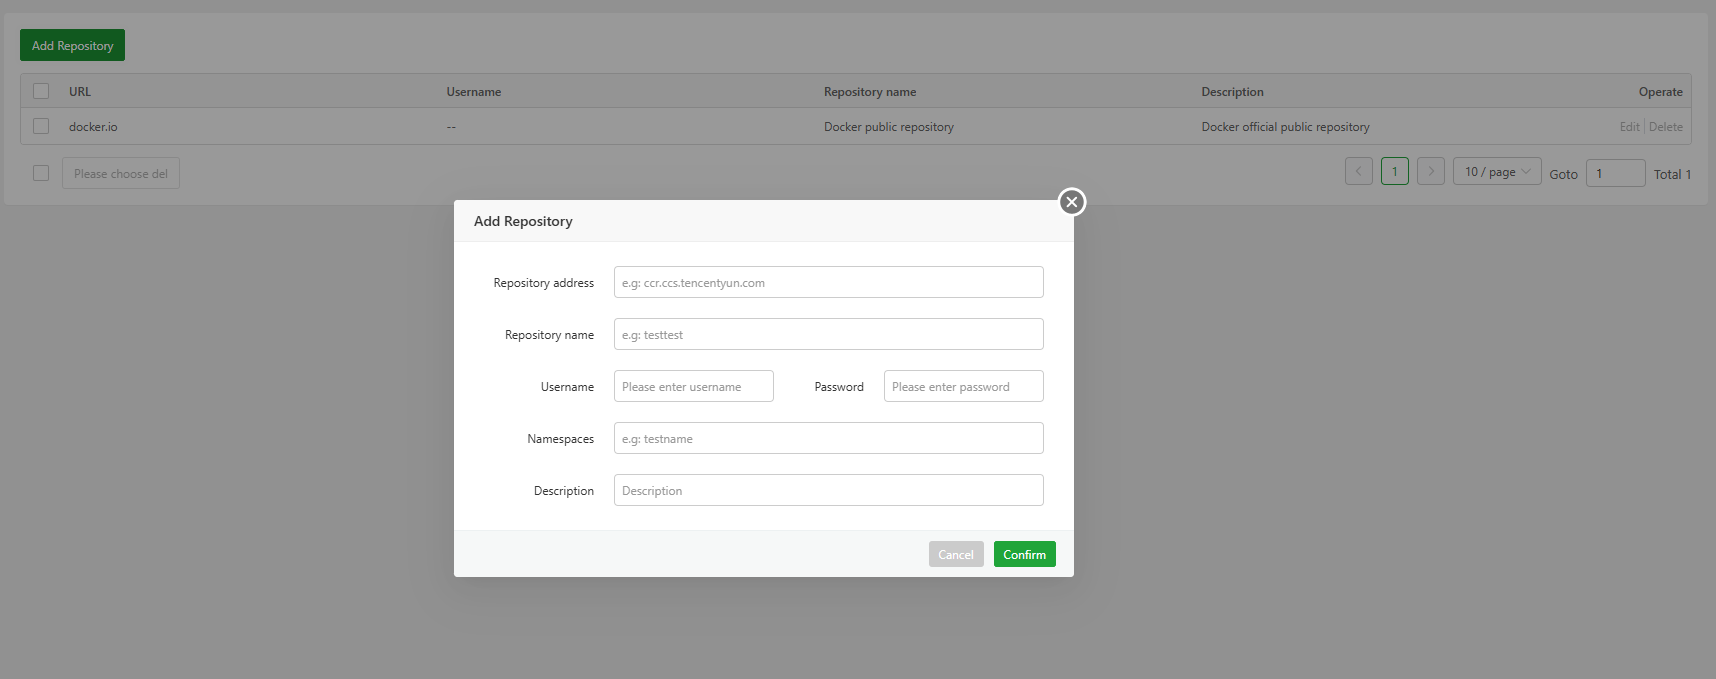 Add Repository
URL Username Repository name Description Operate
docker.io -- Docker public repository Docker official public repository Edit Delete
Please choose del 1 10 / page Goto 1 Total 1
Add Repository
Repository address e.g: ccr.ccs.tencentyun.com
Repository name e.g: testtest
Username Please enter username Password Please enter password
Namespaces e.g: testname
Description Description
Cancel Confirm